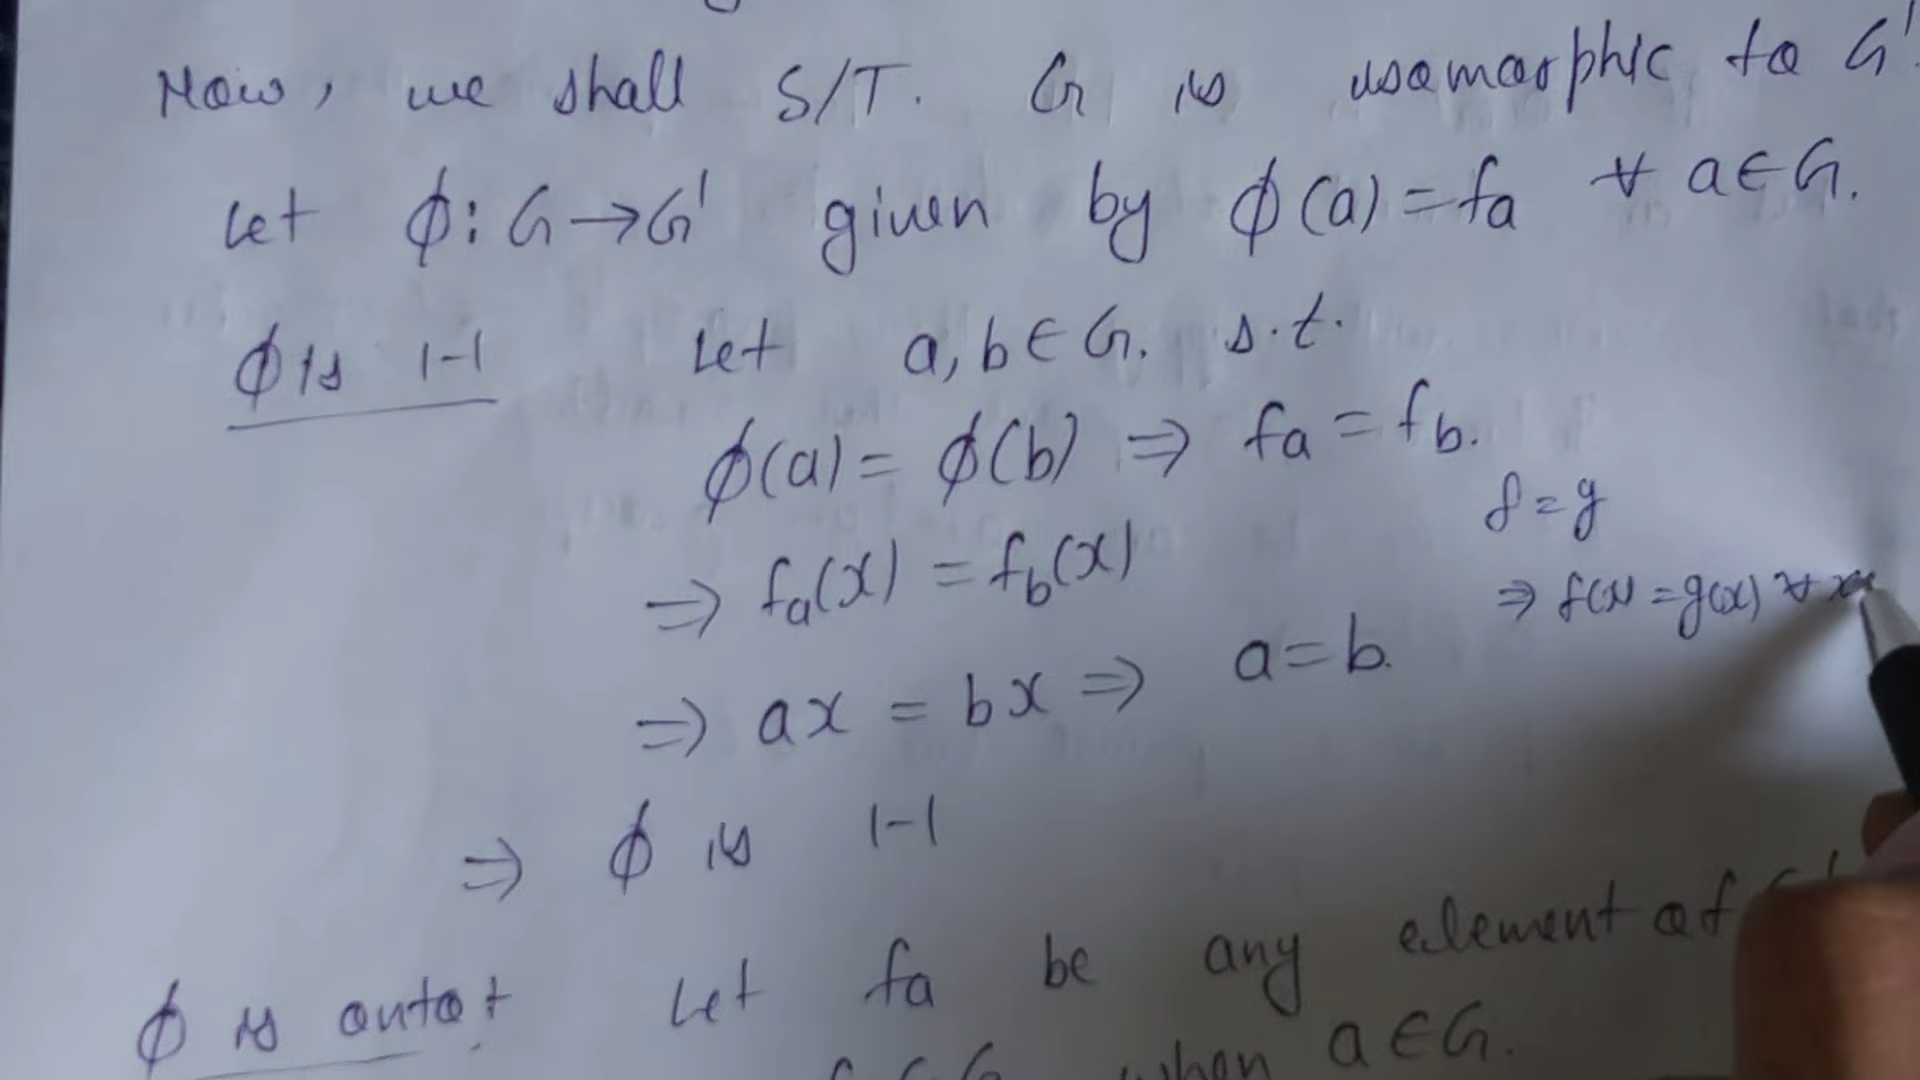 Now, we shall S/T. G is isomorphic to G'.
Let ϕ: G→G' given by ϕ(a)=fa ∀ a∈G.
ϕ is 1-1 Let a,b∈G. s.t.
ϕ(a)= ϕ(b) ⇒ fa = fb.
f=g
⇒ fa(x) = fb(x)
⇒ f(x) = g(x) ∀ x
⇒ ax = bx ⇒ a=b.
⇒ ϕ is 1-1
ϕ is onto: Let fa be any element of
when a∈G.